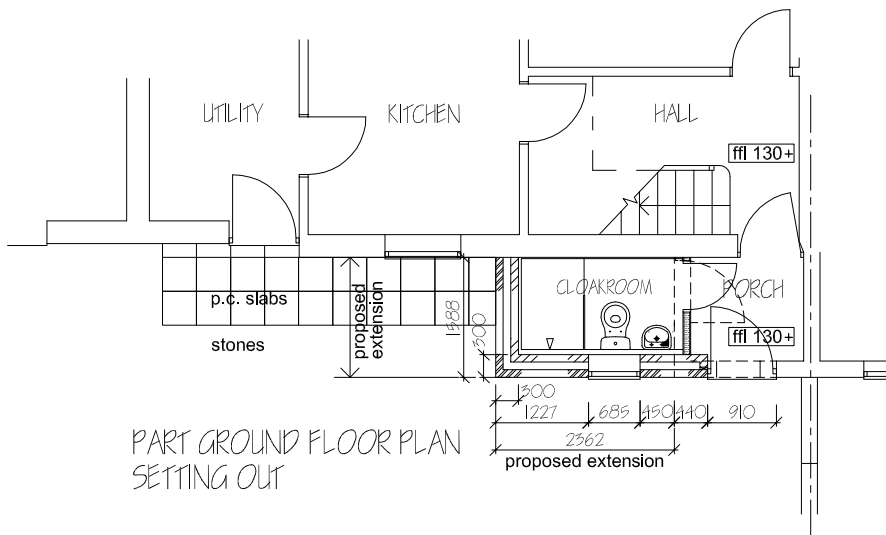 UTILITY
KITCHEN
HALL
ffl 130+
p.c. slabs
stones
proposed
extension
1588
300
CLOAKROOM
PORCH
ffl 130+
300
1227
685
450
440
910
2362
proposed extension
PART GROUND FLOOR PLAN
SETTING OUT